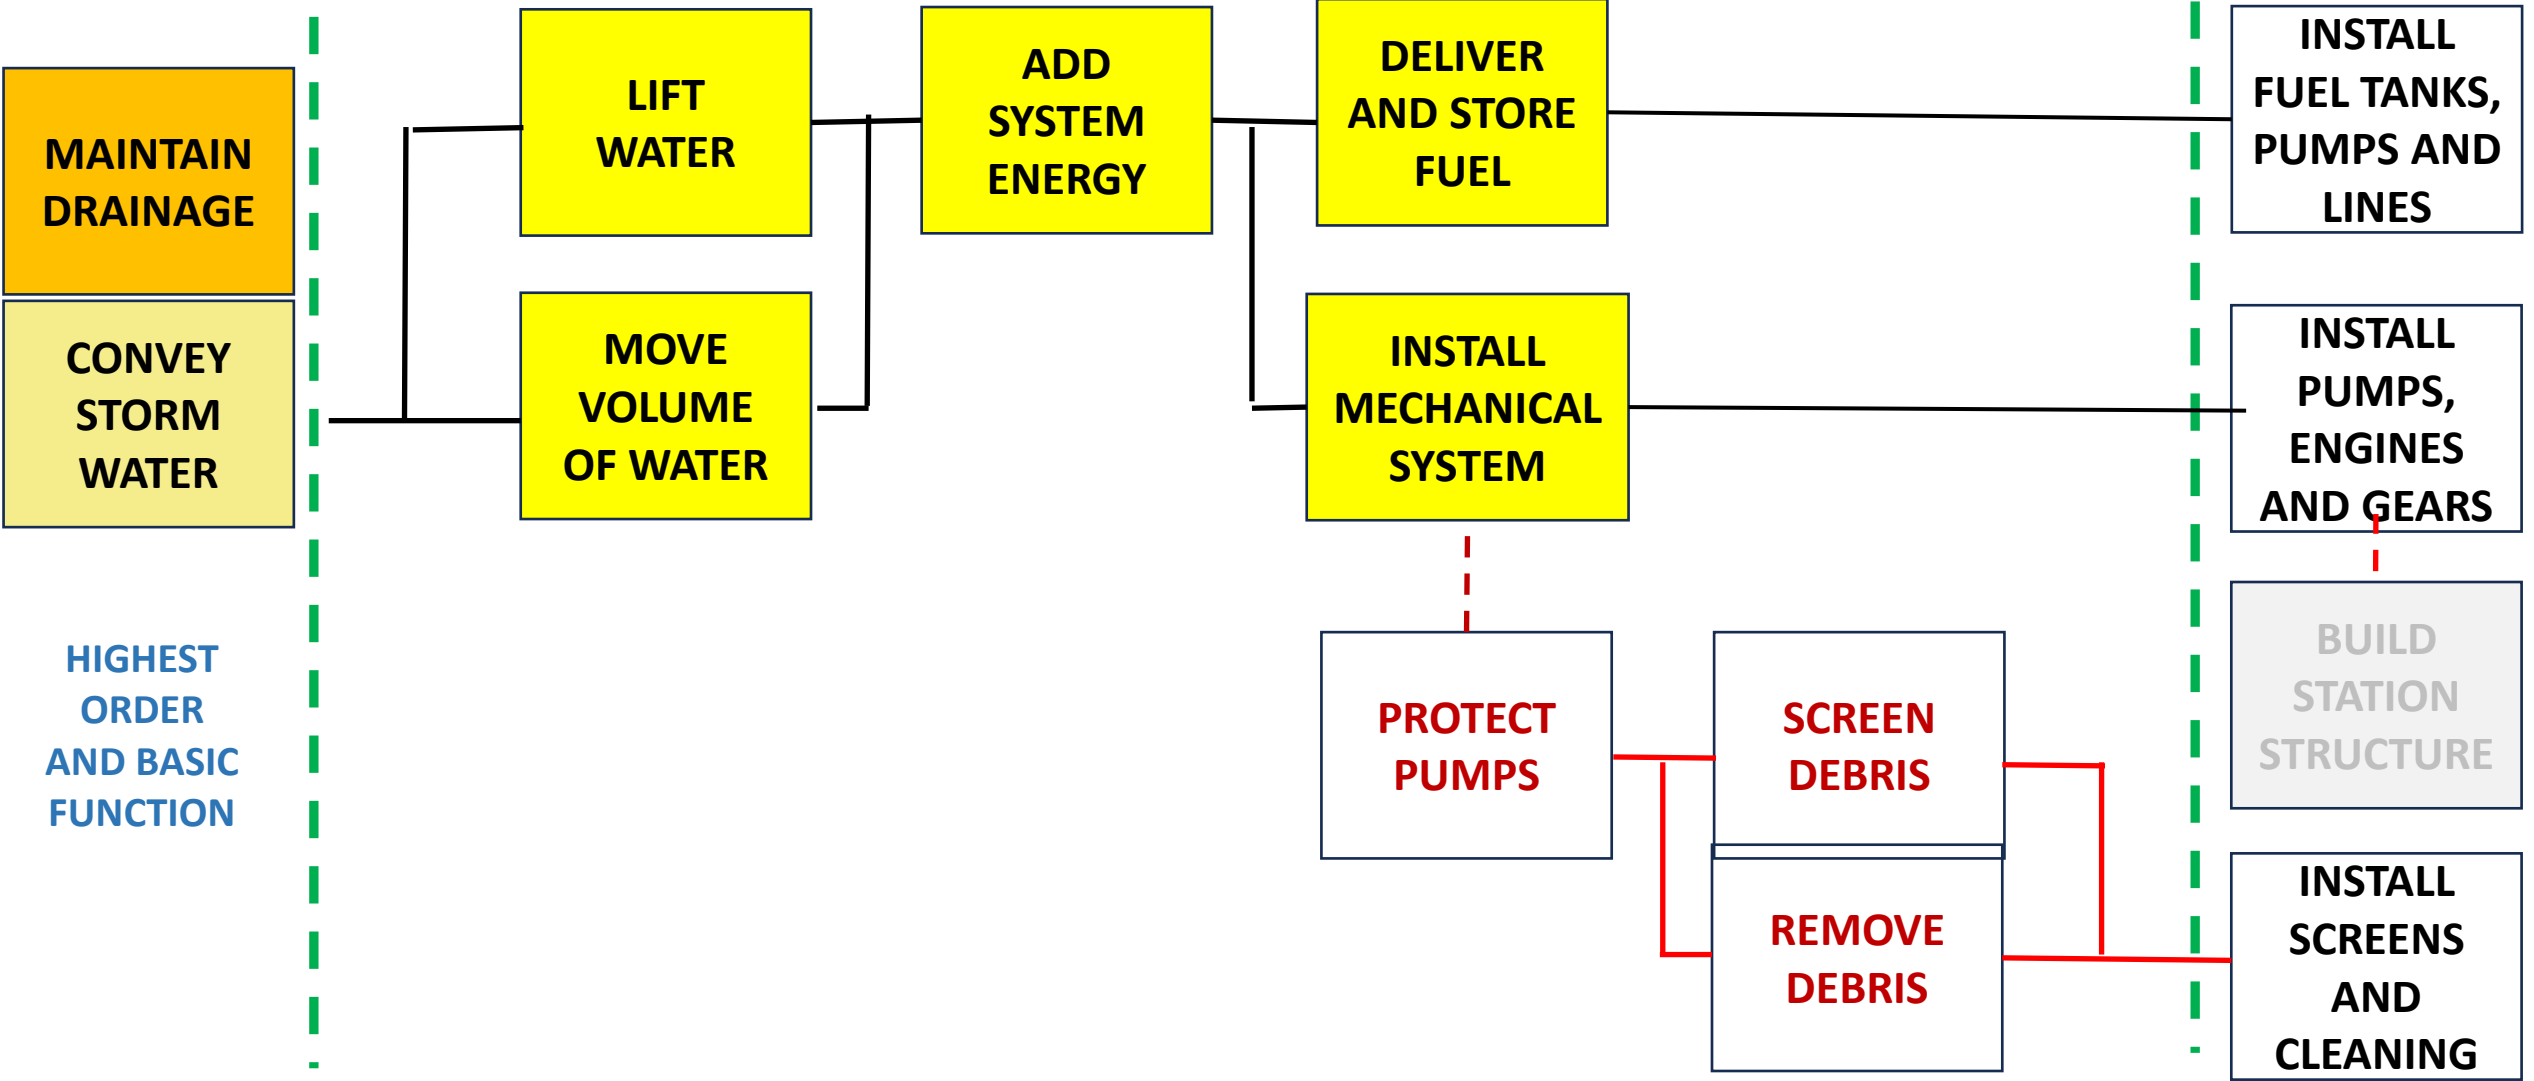 MAINTAIN
DRAINAGE
CONVEY
STORM
WATER
HIGHEST
ORDER
AND BASIC
FUNCTION
LIFT
WATER
MOVE
VOLUME
OF WATER
ADD
SYSTEM
ENERGY
DELIVER
AND STORE
FUEL
INSTALL
MECHANICAL
SYSTEM
PROTECT
PUMPS
SCREEN
DEBRIS
REMOVE
DEBRIS
INSTALL
FUEL TANKS,
PUMPS AND
LINES
INSTALL
PUMPS,
ENGINES
AND GEARS
BUILD
STATION
STRUCTURE
INSTALL
SCREENS
AND
CLEANING